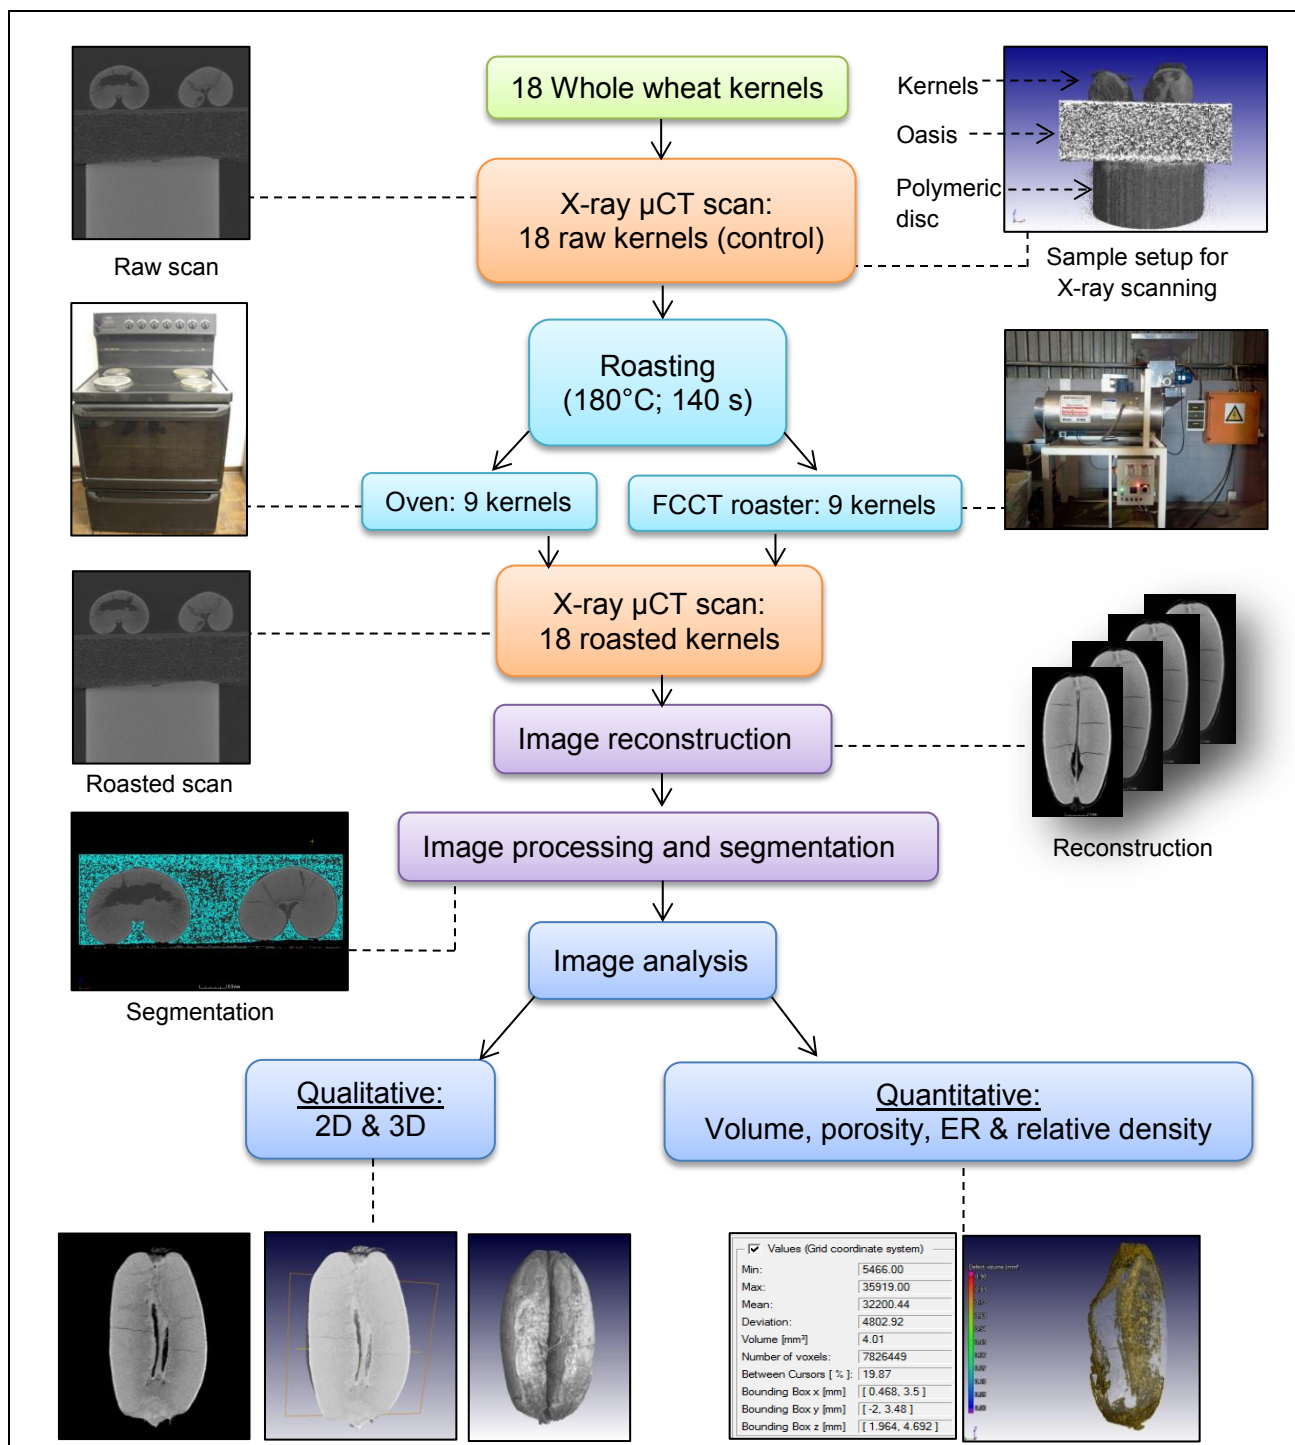 18 Whole wheat kernels
Kernels
Oasis
Polymeric
disc
X-ray µCT scan:
18 raw kernels (control)
Raw scan
Sample setup for
X-ray scanning
Roasting
(180°C; 140 s)
Oven: 9 kernels
FCCT roaster: 9 kernels
X-ray µCT scan:
18 roasted kernels
Roasted scan
Image reconstruction
Reconstruction
Image processing and segmentation
Segmentation
Image analysis
Qualitative:
2D & 3D
Quantitative:
Volume, porosity, ER & relative density
Values (Grid coordinate system)
Min: 5466.00
Max: 35919.00
Mean: 32200.44
Deviation: 4802.92
Volume [mm³] 4.01
Number of voxels: 7826449
Between Cursors [ % ]: 19.87
Bounding Box x [mm] [ 0.468, 3.5 ]
Bounding Box y [mm] [ -2, 3.48 ]
Bounding Box z [mm] [ 1.964, 4.692 ]
Defect volume [mm³]